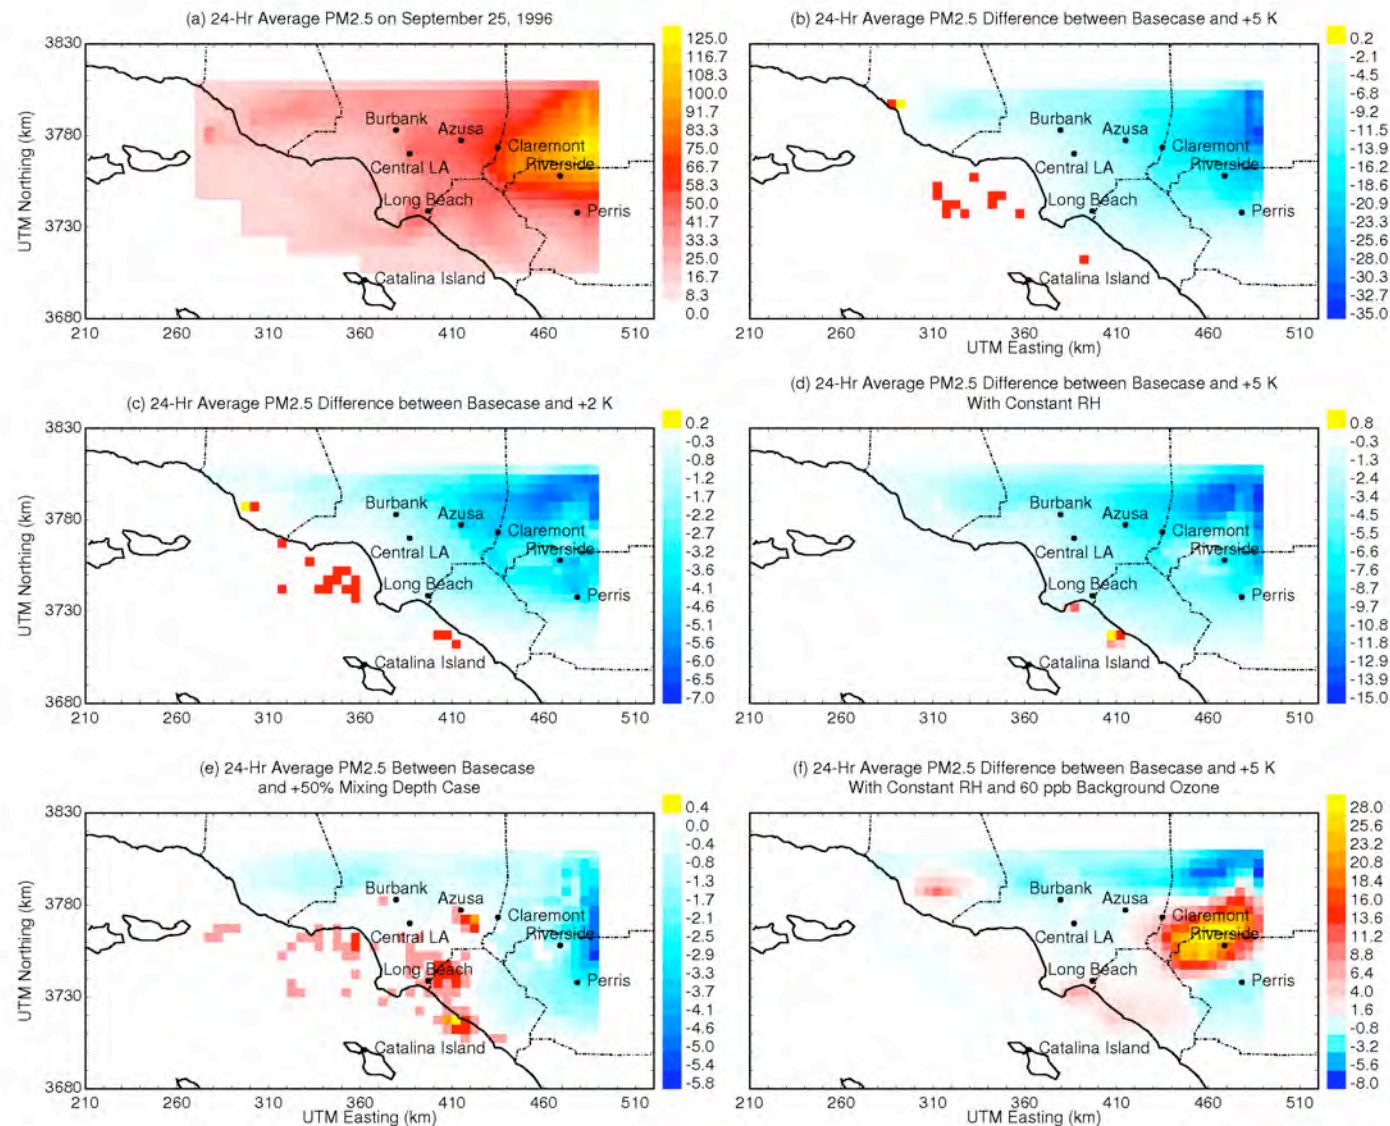 (a) 24-Hr Average PM2.5 on September 25, 1996
3830
3780
3730
3680
UTM Northing (km)
Burbank
Azusa
Claremont
Central LA
Riverside
Long Beach
Perris
Catalina Island
210 260 310 360 410 460 510
125.0
116.7
108.3
100.0
91.7
83.3
75.0
66.7
58.3
50.0
41.7
33.3
25.0
16.7
8.3
0.0
(b) 24-Hr Average PM2.5 Difference between Basecase and +5 K
Burbank
Azusa
Claremont
Central LA
Riverside
Long Beach
Perris
Catalina Island
210 260 310 360 410 460 510
UTM Easting (km)
0.2
-2.1
-4.5
-6.8
-9.2
-11.5
-13.9
-16.2
-18.6
-20.9
-23.3
-25.6
-28.0
-30.3
-32.7
-35.0
(c) 24-Hr Average PM2.5 Difference between Basecase and +2 K
3830
3780
3730
3680
UTM Northing (km)
Burbank
Azusa
Claremont
Central LA
Riverside
Long Beach
Perris
Catalina Island
210 260 310 360 410 460 510
0.2
-0.3
-0.8
-1.2
-1.7
-2.2
-2.7
-3.2
-3.6
-4.1
-4.6
-5.1
-5.6
-6.0
-6.5
-7.0
(d) 24-Hr Average PM2.5 Difference between Basecase and +5 K
With Constant RH
Burbank
Azusa
Claremont
Central LA
Riverside
Long Beach
Perris
Catalina Island
210 260 310 360 410 460 510
0.8
-0.3
-1.3
-2.4
-3.4
-4.5
-5.5
-6.6
-7.6
-8.7
-9.7
-10.8
-11.8
-12.9
-13.9
-15.0
(e) 24-Hr Average PM2.5 Between Basecase
and +50% Mixing Depth Case
3830
3780
3730
3680
UTM Northing (km)
Burbank
Azusa
Claremont
Central LA
Riverside
Long Beach
Perris
Catalina Island
210 260 310 360 410 460 510
UTM Easting (km)
0.4
0.0
-0.4
-0.8
-1.3
-1.7
-2.1
-2.5
-2.9
-3.3
-3.7
-4.1
-4.6
-5.0
-5.4
-5.8
(f) 24-Hr Average PM2.5 Difference between Basecase and +5 K
With Constant RH and 60 ppb Background Ozone
Burbank
Azusa
Claremont
Central LA
Riverside
Long Beach
Perris
Catalina Island
210 260 310 360 410 460 510
UTM Easting (km)
28.0
25.6
23.2
20.8
18.4
16.0
13.6
11.2
8.8
6.4
4.0
1.6
-0.8
-3.2
-5.6
-8.0